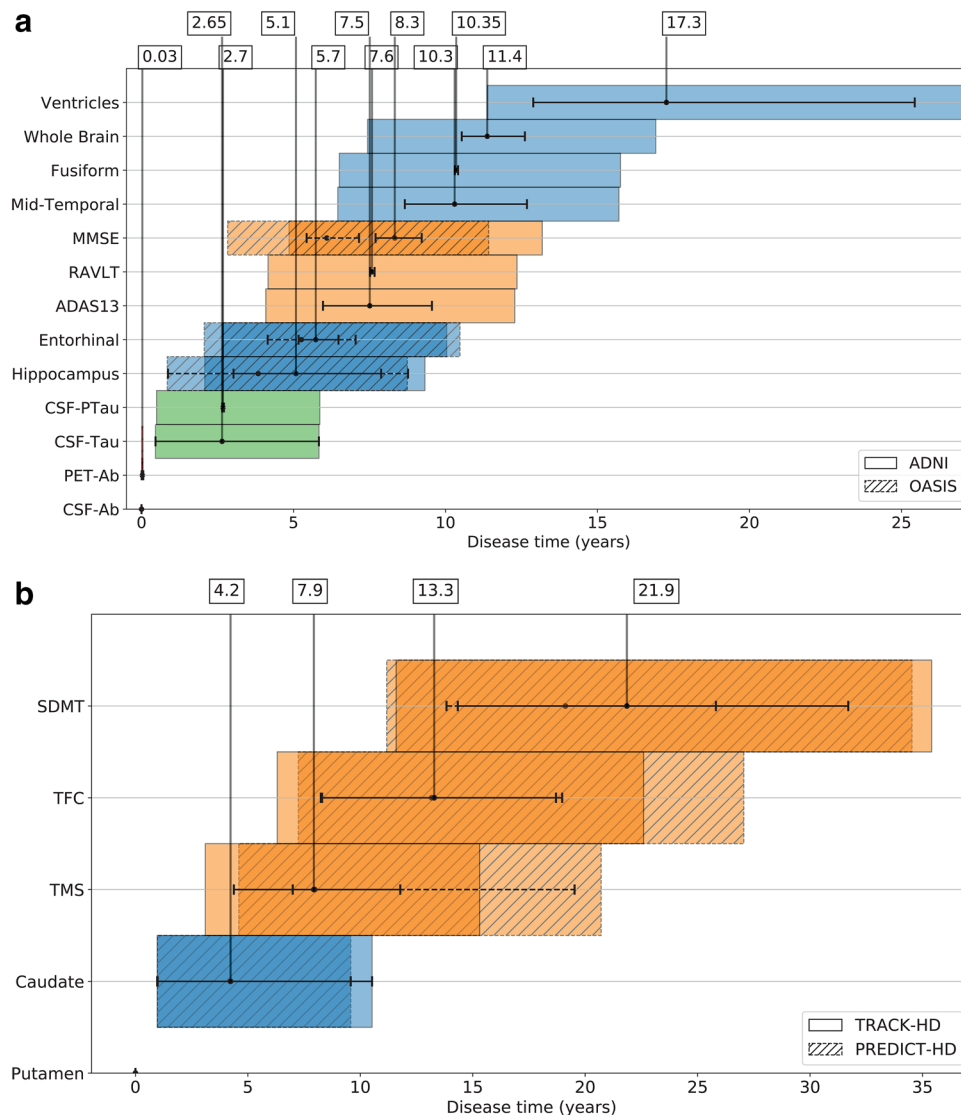 a
2.65 5.1 7.5 8.3 10.35 17.3
0.03 2.7 5.7 7.6 10.3 11.4
Ventricles
Whole Brain
Fusiform
Mid-Temporal
MMSE
RAVLT
ADAS13
Entorhinal
Hippocampus
CSF-PTau
CSF-Tau
PET-Ab
CSF-Ab
ADNI
OASIS
0 5 10 15 20 25
Disease time (years)
b
4.2 7.9 13.3 21.9
SDMT
TFC
TMS
Caudate
Putamen
TRACK-HD
PREDICT-HD
0 5 10 15 20 25 30 35
Disease time (years)